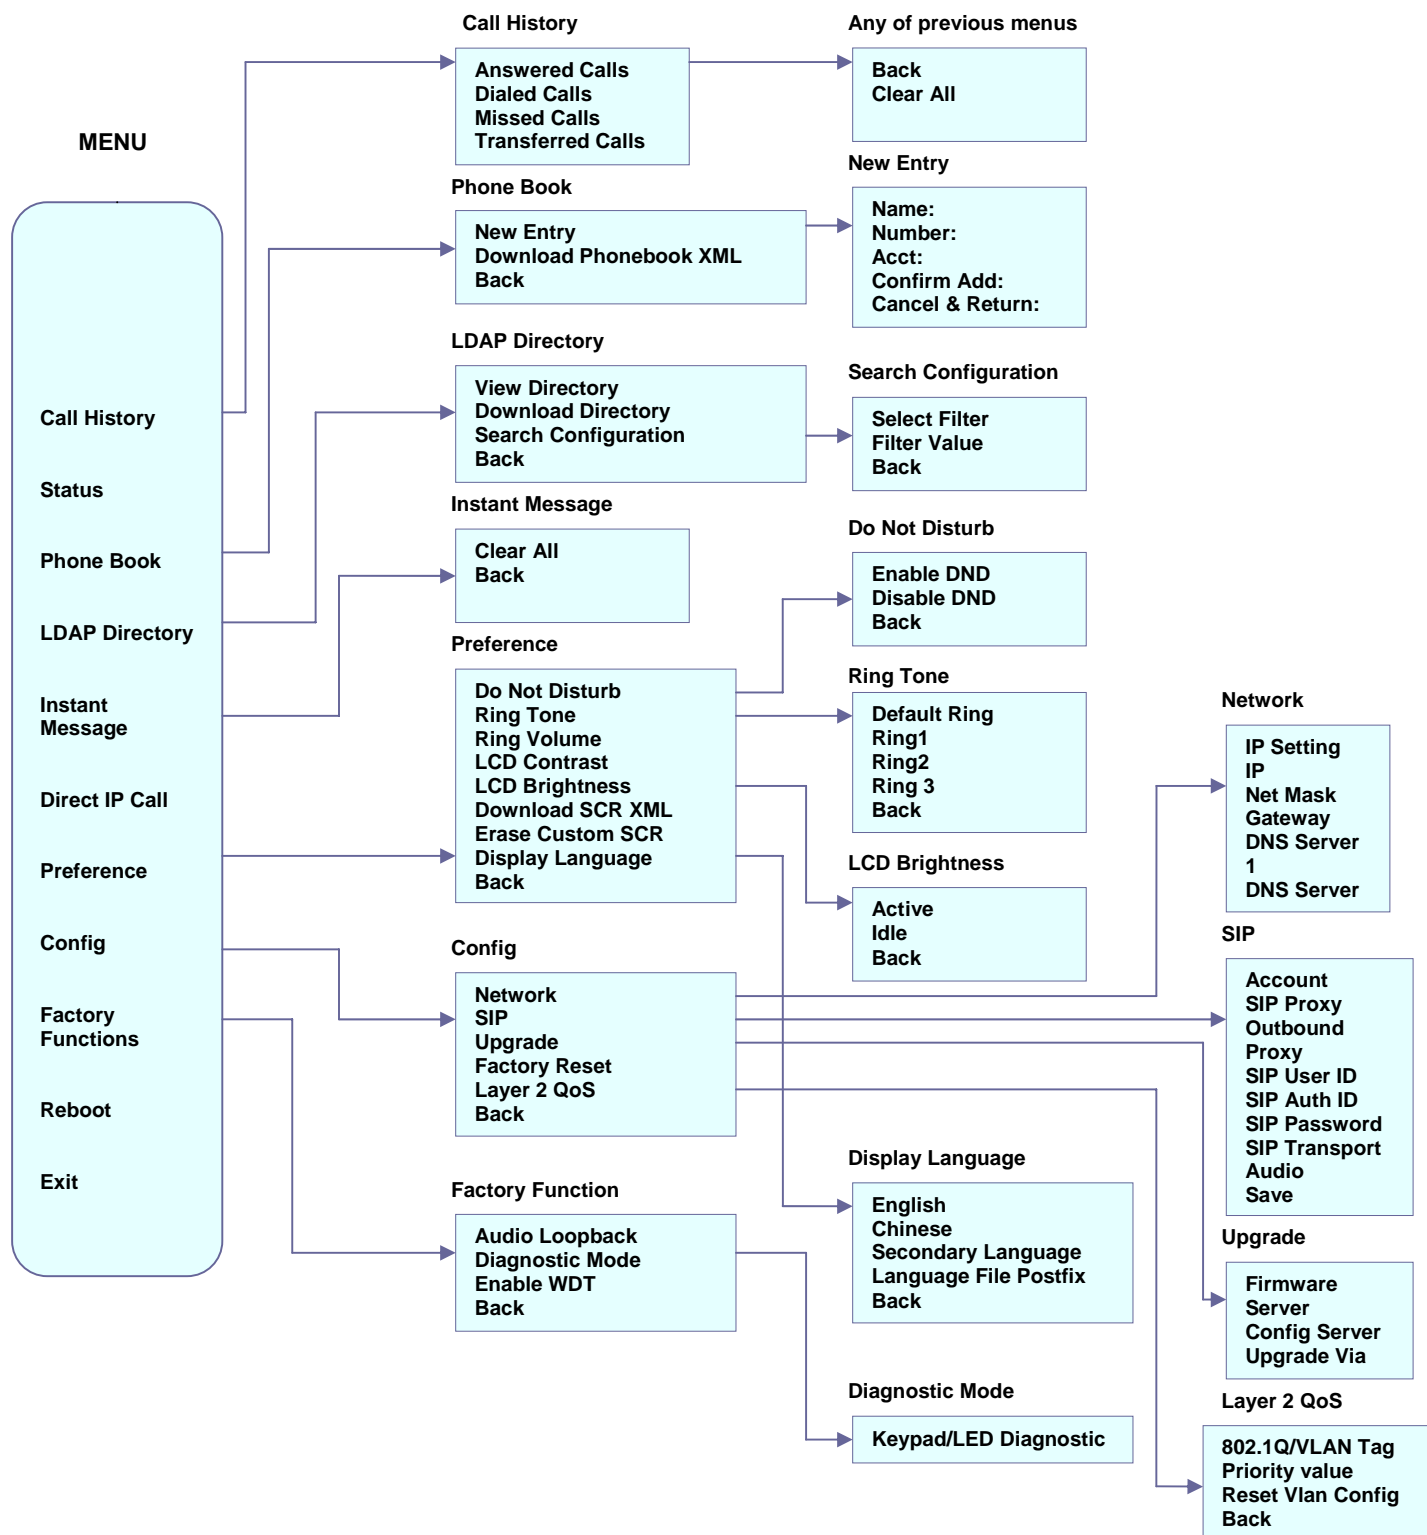 MENU
Call History
Status
Phone Book
LDAP Directory
Instant
Message
Direct IP Call
Preference
Config
Factory
Functions
Reboot
Exit
Call History
Answered Calls
Dialed Calls
Missed Calls
Transferred Calls
Phone Book
New Entry
Download Phonebook XML
Back
LDAP Directory
View Directory
Download Directory
Search Configuration
Back
Instant Message
Clear All
Back
Preference
Do Not Disturb
Ring Tone
Ring Volume
LCD Contrast
LCD Brightness
Download SCR XML
Erase Custom SCR
Display Language
Back
Config
Network
SIP
Upgrade
Factory Reset
Layer 2 QoS
Back
Factory Function
Audio Loopback
Diagnostic Mode
Enable WDT
Back
Any of previous menus
Back
Clear All
New Entry
Name:
Number:
Acct:
Confirm Add:
Cancel & Return:
Search Configuration
Select Filter
Filter Value
Back
Do Not Disturb
Enable DND
Disable DND
Back
Ring Tone
Default Ring
Ring1
Ring2
Ring 3
Back
LCD Brightness
Active
Idle
Back
Display Language
English
Chinese
Secondary Language
Language File Postfix
Back
Diagnostic Mode
Keypad/LED Diagnostic
Network
IP Setting
IP
Net Mask
Gateway
DNS Server
1
DNS Server
SIP
Account
SIP Proxy
Outbound
Proxy
SIP User ID
SIP Auth ID
SIP Password
SIP Transport
Audio
Save
Upgrade
Firmware
Server
Config Server
Upgrade Via
Layer 2 QoS
802.1Q/VLAN Tag
Priority value
Reset Vlan Config
Back